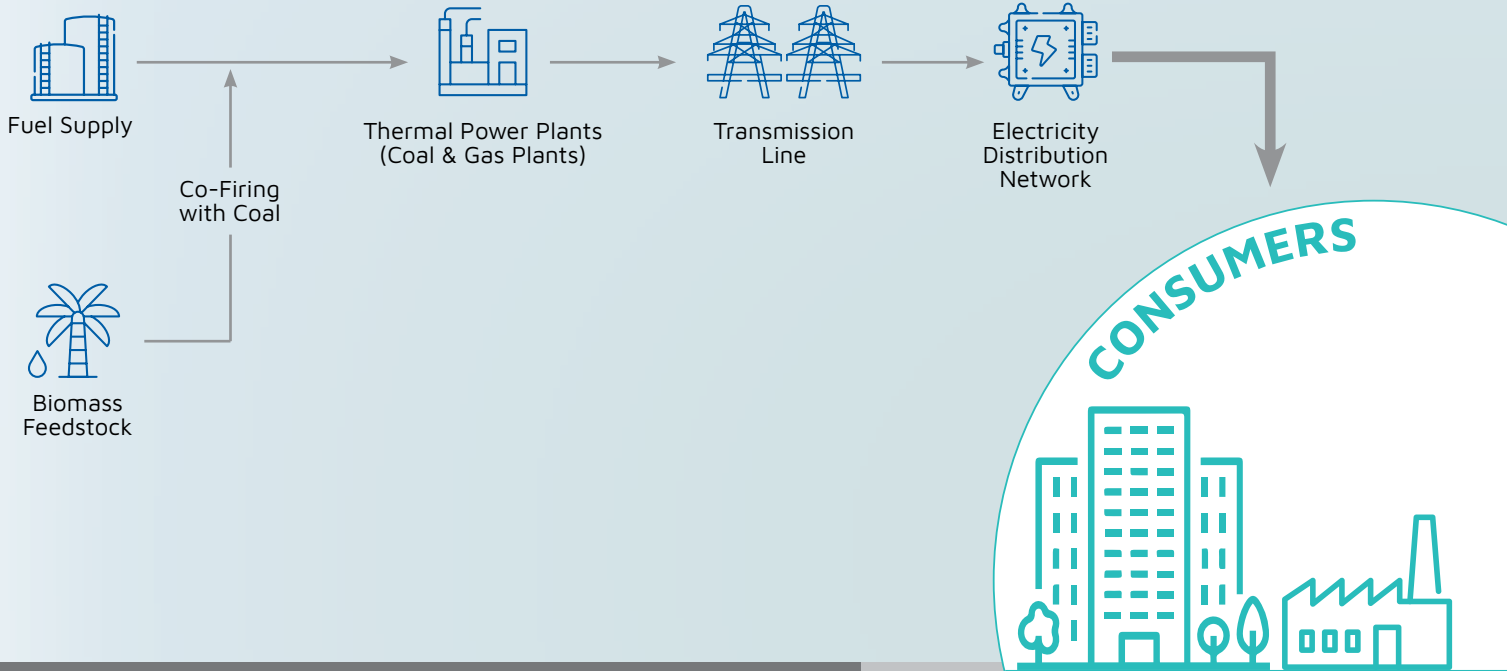 Fuel Supply
Thermal Power Plants
(Coal & Gas Plants)
Transmission
Line
Electricity
Distribution
Network
Co-Firing
with Coal
Biomass
Feedstock
CONSUMERS